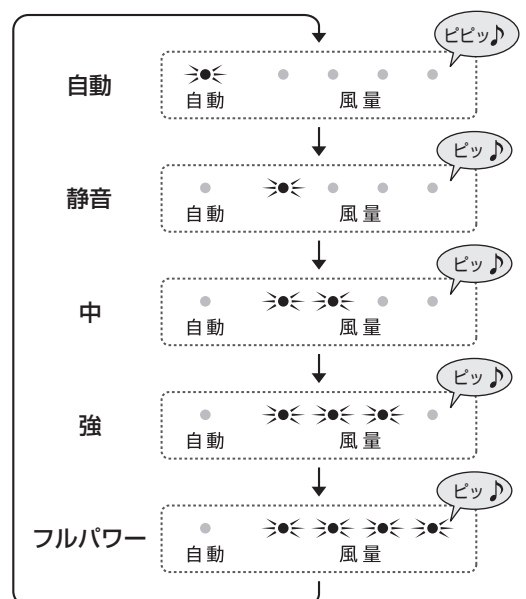 ピピッ♪
自動
自動 風量
ピッ♪
静音
自動 風量
ピッ♪
中
自動 風量
ピッ♪
強
自動 風量
ピッ♪
フルパワー
自動 風量